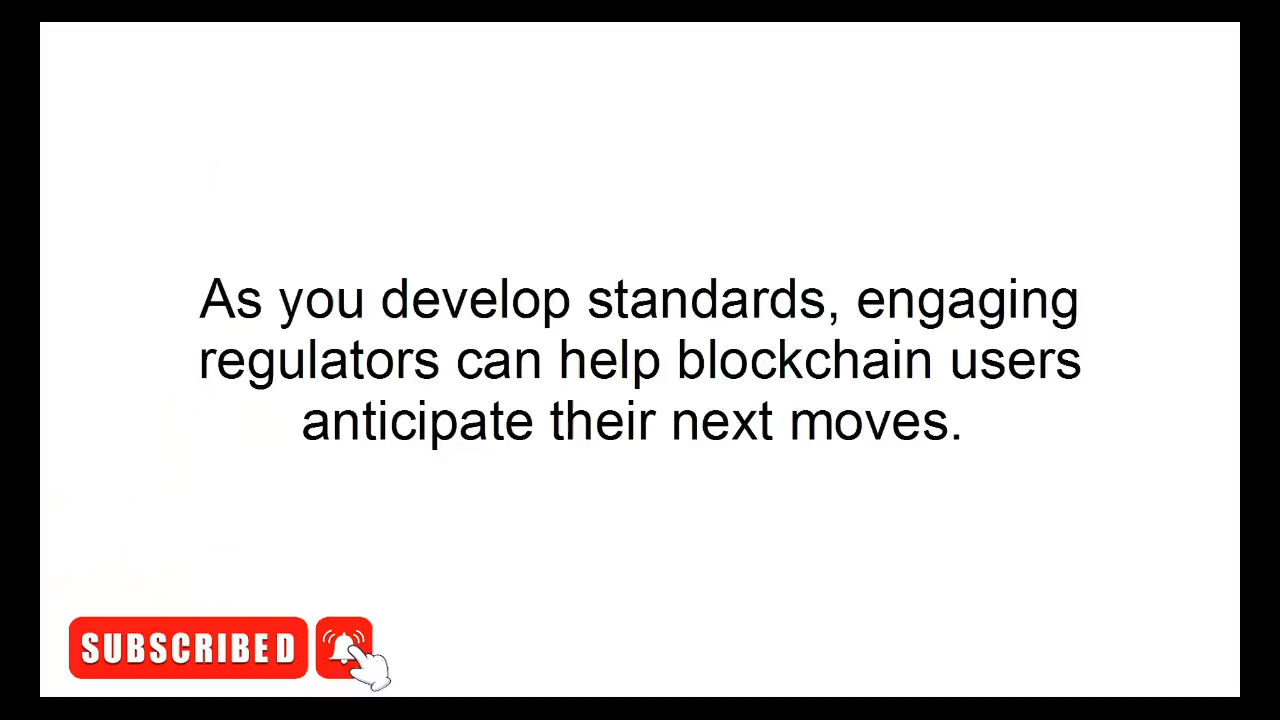 As you develop standards, engaging
regulators can help blockchain users
anticipate their next moves.
SUBSCRIBED